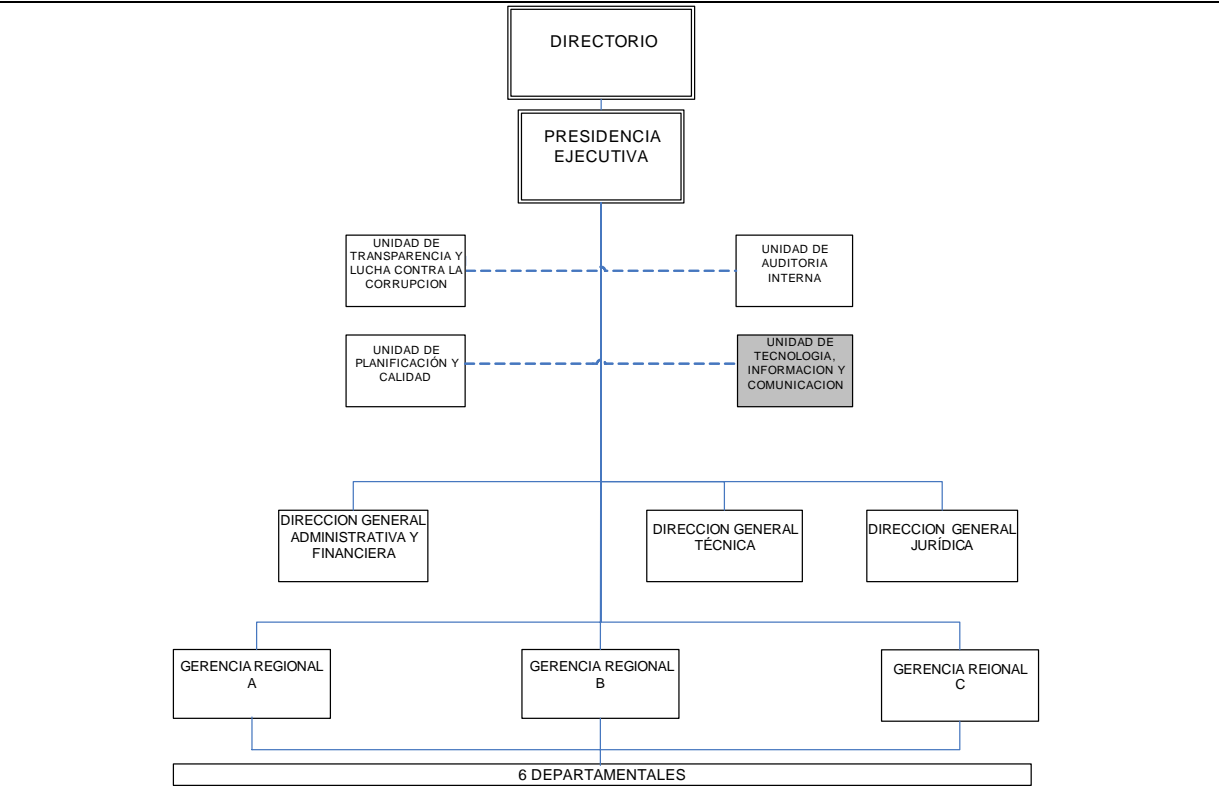 DIRECTORIO
PRESIDENCIA
EJECUTIVA
UNIDAD DE
TRANSPARENCIA Y
LUCHA CONTRA LA
CORRUPCION
UNIDAD DE
AUDITORIA
INTERNA
UNIDAD DE
PLANIFICACIÓN Y
CALIDAD
UNIDAD DE
TECNOLOGIA,
INFORMACION Y
COMUNICACION
DIRECCION GENERAL
ADMINISTRATIVA Y
FINANCIERA
DIRECCION GENERAL
TÉCNICA
DIRECCION GENERAL
JURÍDICA
GERENCIA REGIONAL
A
GERENCIA REGIONAL
B
GERENCIA REIONAL
C
6 DEPARTAMENTALES